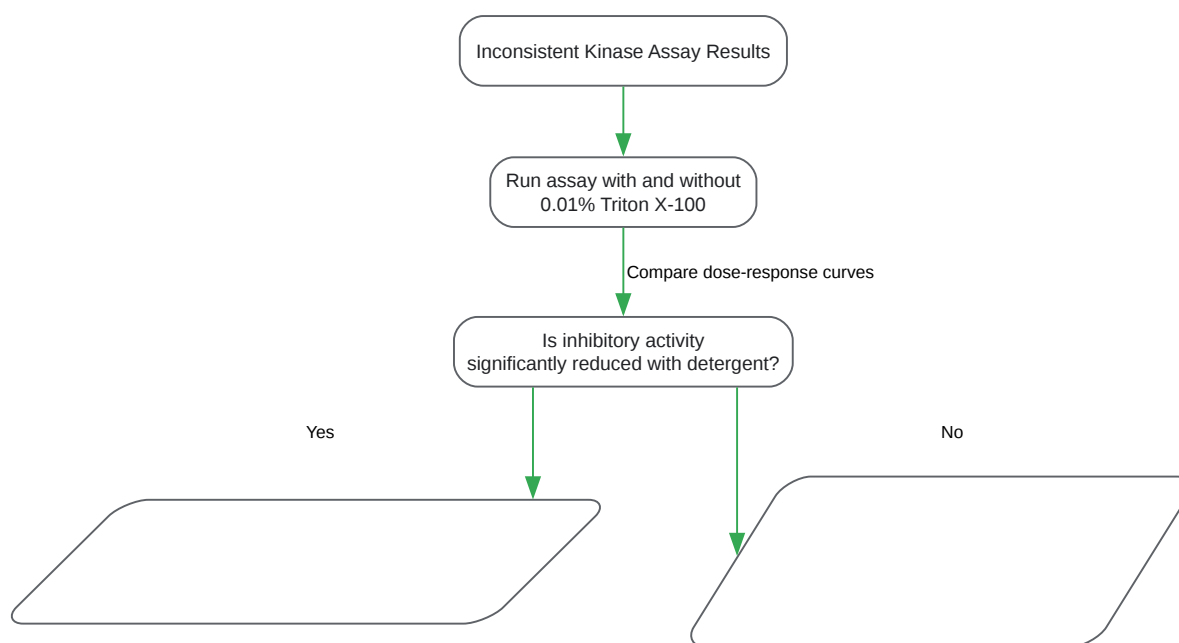 Inconsistent Kinase Assay Results
Run assay with and without
0.01% Triton X-100
Compare dose-response curves
Is inhibitory activity
significantly reduced with detergent?
Yes
No